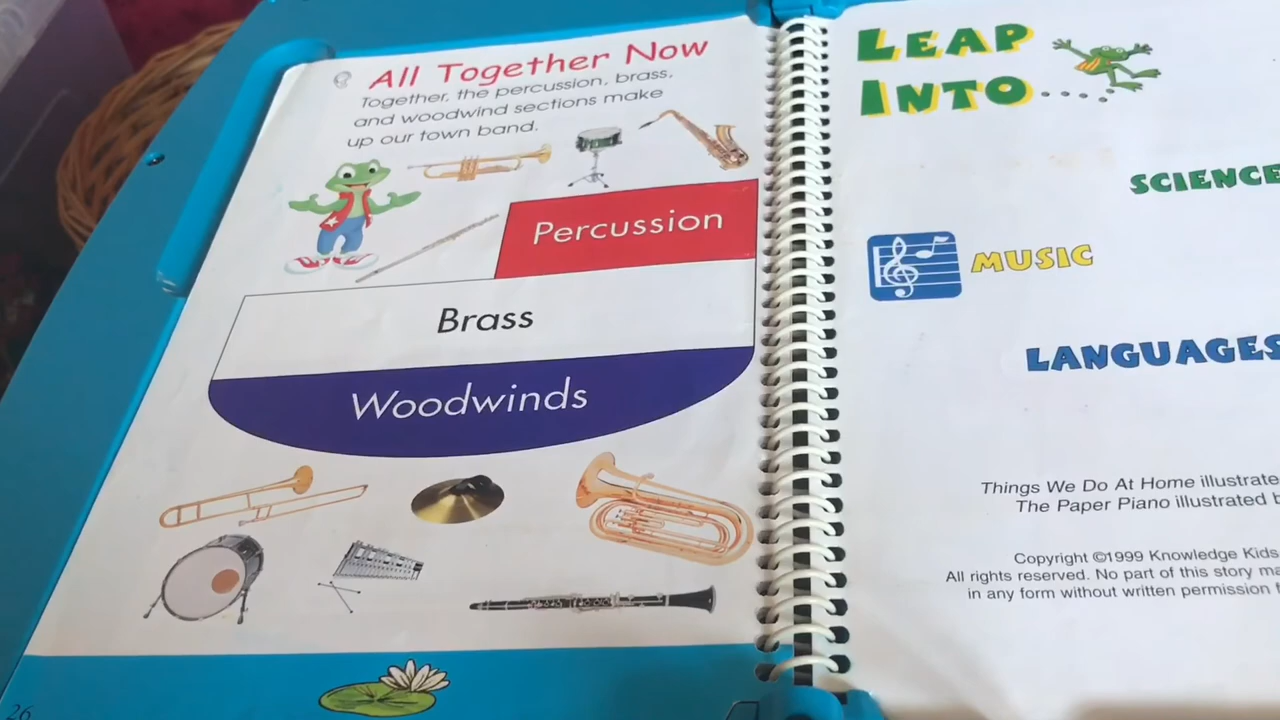 All Together Now
Together, the percussion, brass,
and woodwind sections make
up our town band.
Percussion
Brass
Woodwinds
26
LEAP
INTO....
SCIENCE
MUSIC
LANGUAGES
Things We Do At Home illustrate
The Paper Piano illustrated
Copyright ©1999 Knowledge Kids
All rights reserved. No part of this story
in any form without written permission